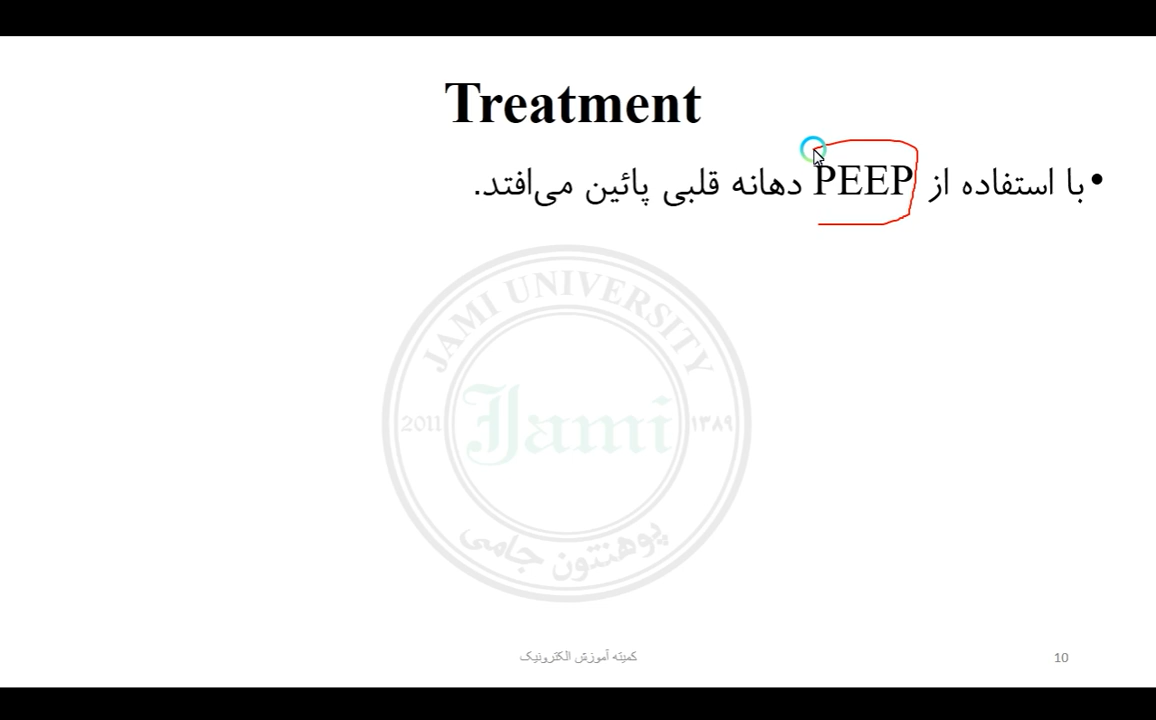 Treatment
• با استفاده از PEEP دهانه قلبی پائین می‌افتد.
JAMI UNIVERSITY
2011 Jami ۱۳۸۹
پوهنتون جامی
کمیته آموزش الکترونیک
10